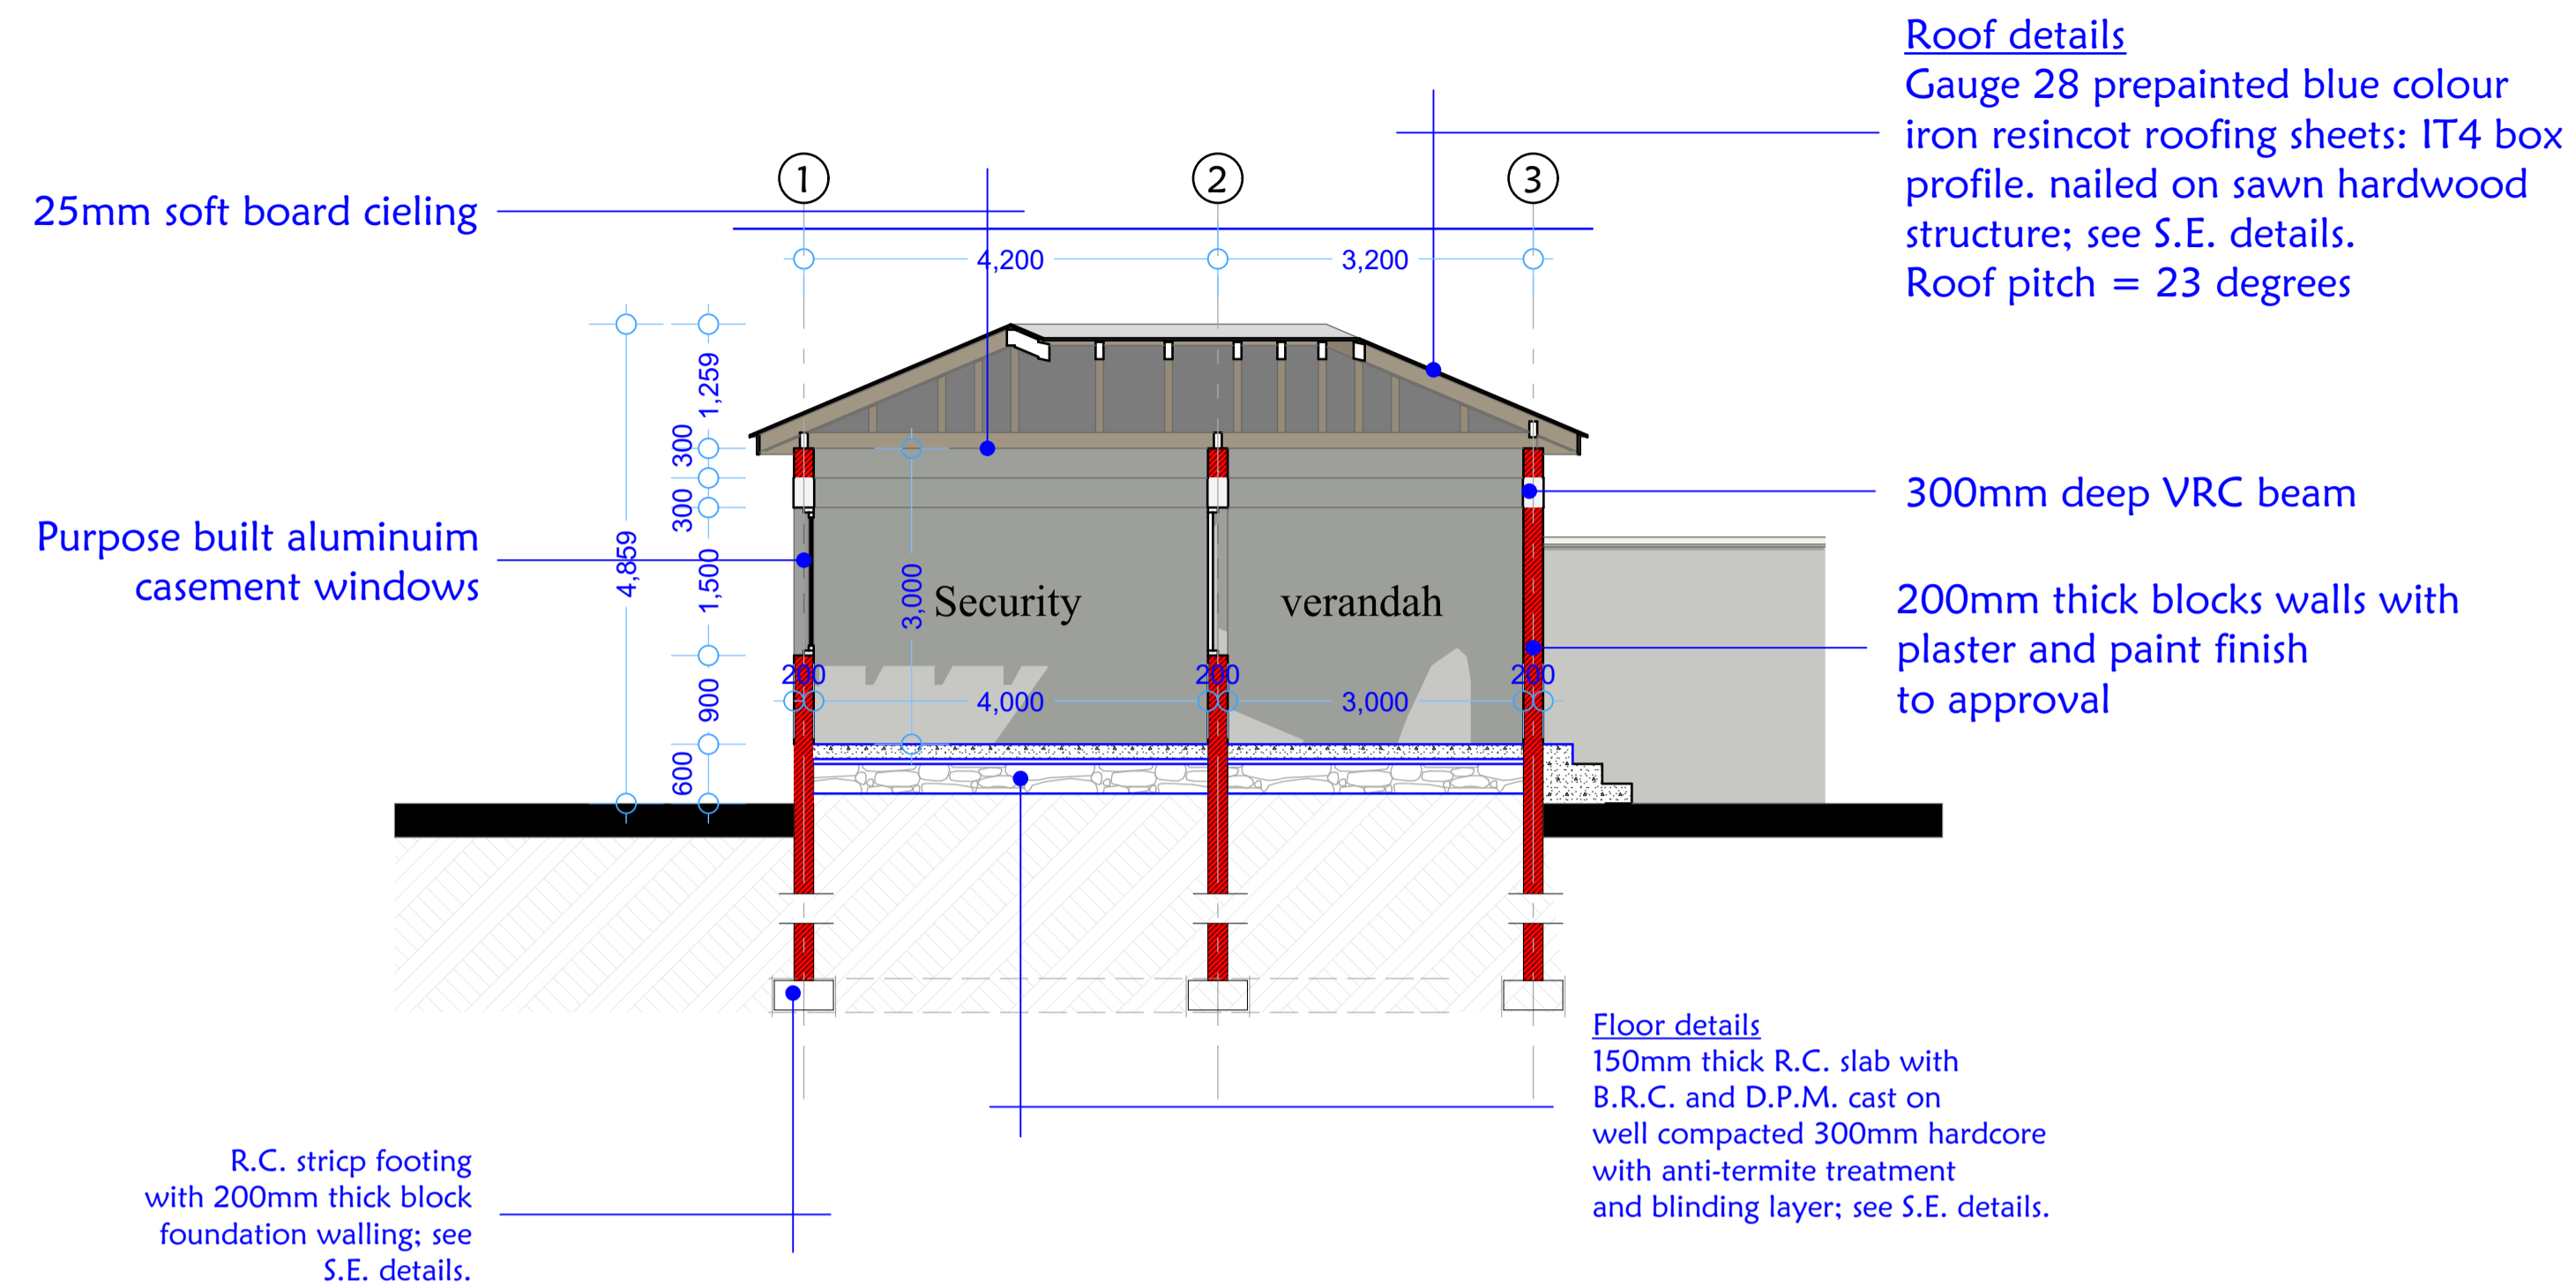 Roof details
Gauge 28 prepainted blue colour
iron resincot roofing sheets: IT4 box
profile. nailed on sawn hardwood
structure; see S.E. details.
Roof pitch = 23 degrees
1
2
3
25mm soft board cieling
4,200
3,200
1,259
300
300
1,500
900
600
4,859
3,000
Purpose built aluminuim
casement windows
Security
verandah
300mm deep VRC beam
200mm thick blocks walls with
plaster and paint finish
to approval
200
200
200
4,000
3,000
Floor details
150mm thick R.C. slab with
B.R.C. and D.P.M. cast on
well compacted 300mm hardcore
with anti-termite treatment
and blinding layer; see S.E. details.
R.C. stricp footing
with 200mm thick block
foundation walling; see
S.E. details.